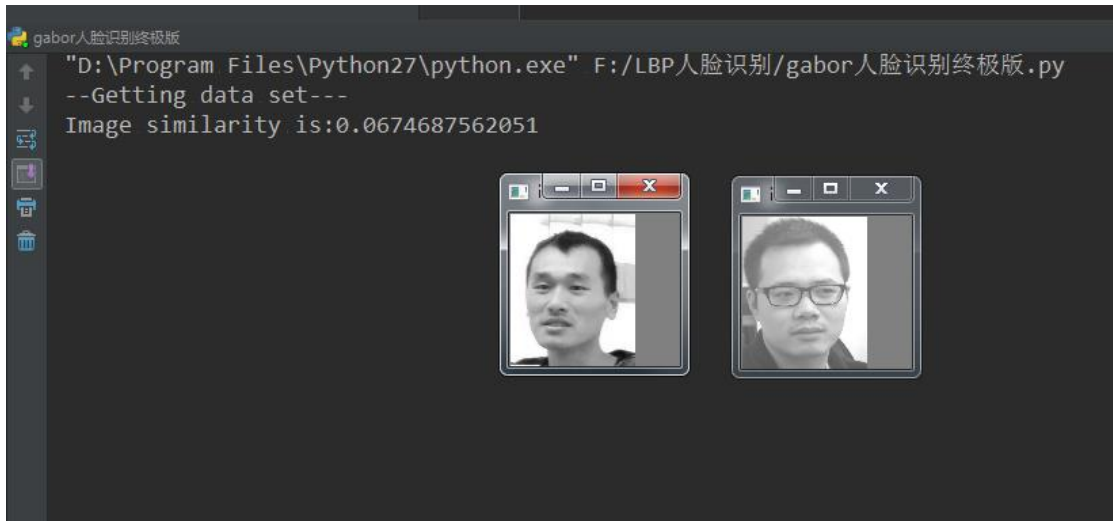 gabor人脸识别终极版
"D:\Program Files\Python27\python.exe" F:/LBP人脸识别/gabor人脸识别终极版.py
--Getting data set---
Image similarity is:0.0674687562051